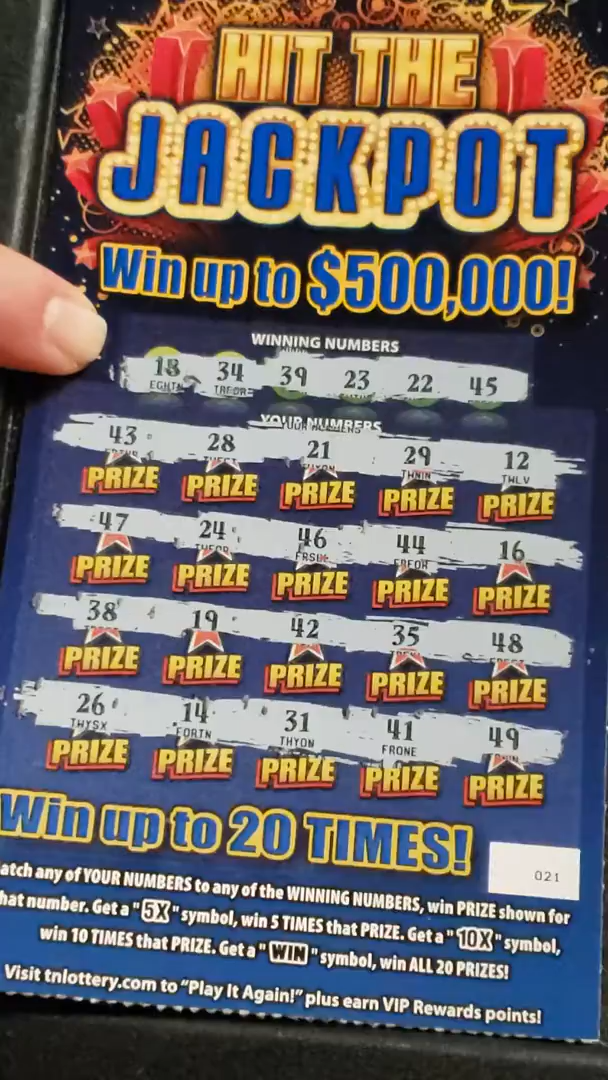 HIT THE
JACKPOT
Win up to $500,000!
WINNING NUMBERS
18 34 39 23 22 45
EGHTN
YOUR NUMBERS
43 28 21 29 12
THNIN THLV
PRIZE PRIZE PRIZE PRIZE PRIZE
47 24 46 44 16
PRIZE PRIZE PRIZE PRIZE PRIZE
38 19 42 35 48
PRIZE PRIZE PRIZE PRIZE PRIZE
26 14 31 41 49
THYSX FORTN THYON FRONE
PRIZE PRIZE PRIZE PRIZE PRIZE
Win up to 20 TIMES!
021
atch any of YOUR NUMBERS to any of the WINNING NUMBERS, win PRIZE shown for
hat number. Get a "5X" symbol, win 5 TIMES that PRIZE. Get a "10X" symbol,
win 10 TIMES that PRIZE. Get a "WIN" symbol, win ALL 20 PRIZES!
Visit tnlottery.com to "Play It Again!" plus earn VIP Rewards points!